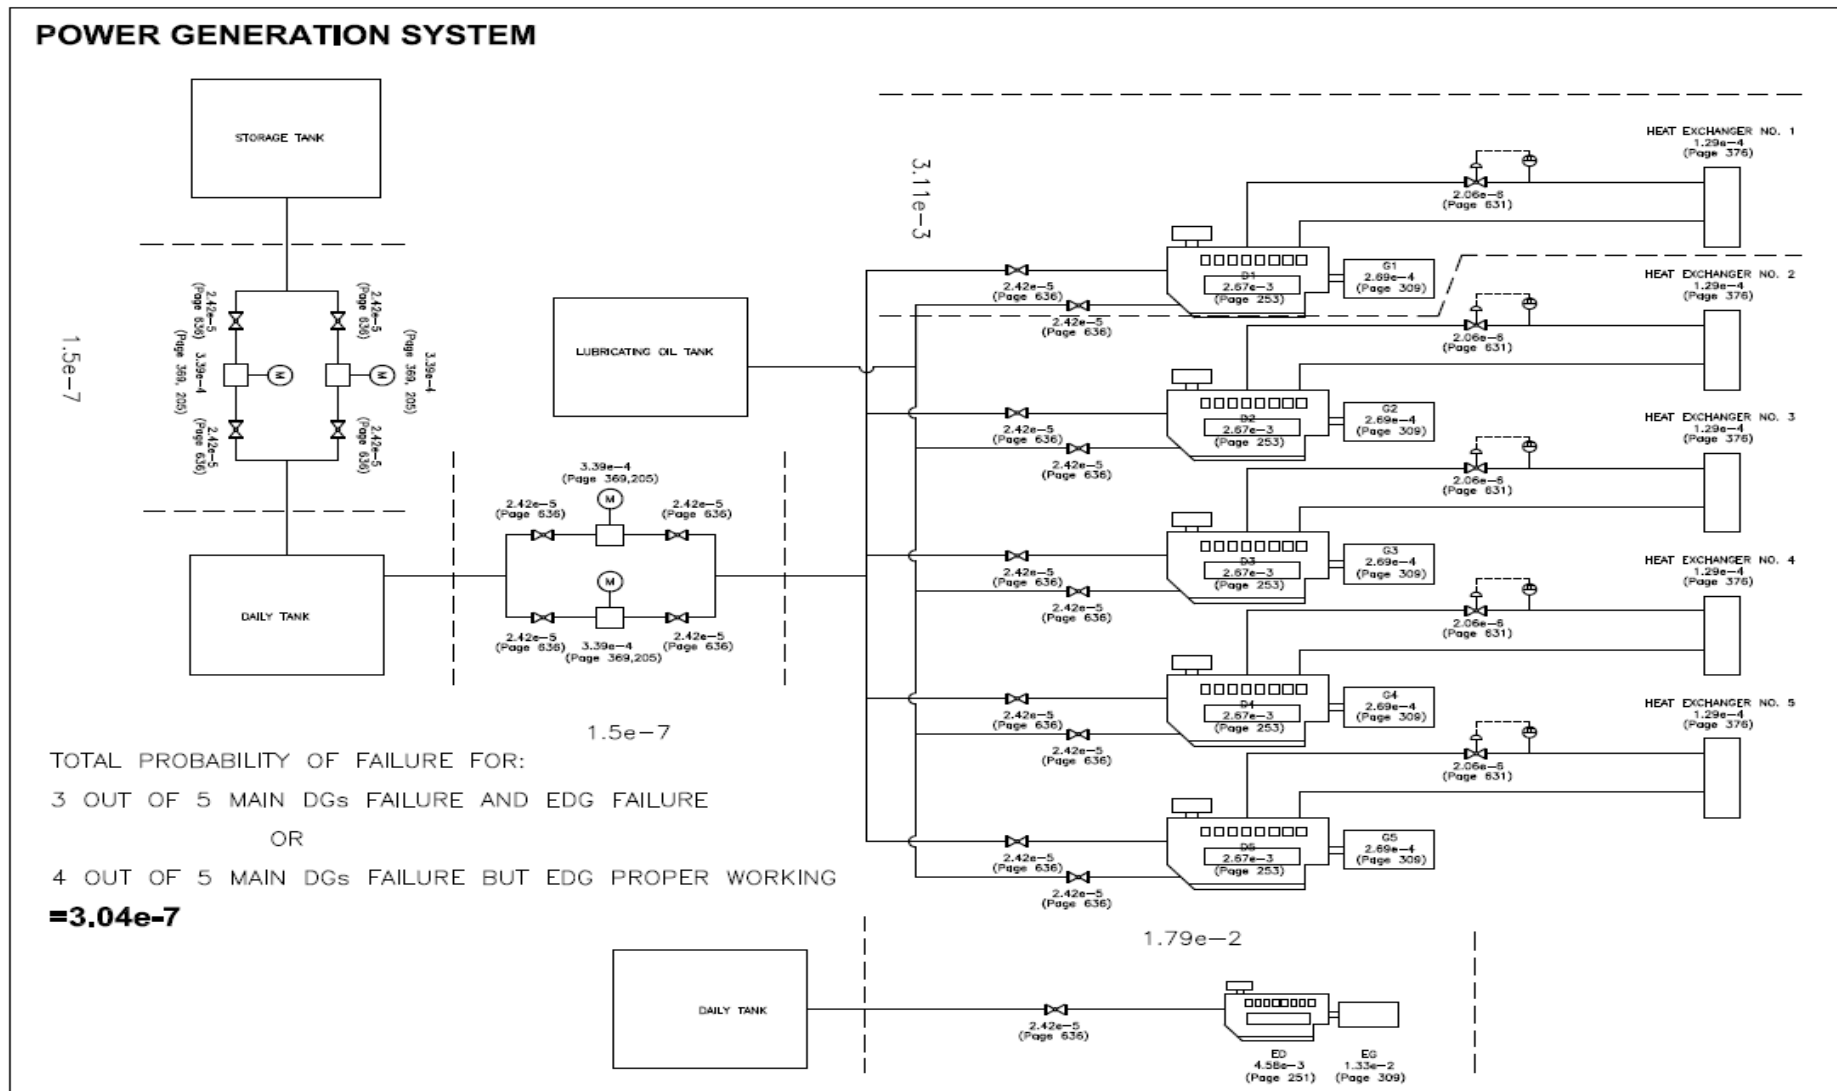 POWER GENERATION SYSTEM
STORAGE TANK
1.5e-7
2.42e-5
(Page 636)
2.42e-5
(Page 636)
3.39e-4
(Page 369, 205)
3.39e-4
(Page 369, 205)
2.42e-5
(Page 636)
2.42e-5
(Page 636)
DAILY TANK
LUBRICATING OIL TANK
3.39e-4
(Page 369,205)
M
M
M
M
2.42e-5
(Page 636)
2.42e-5
(Page 636)
2.42e-5
(Page 636)
3.39e-4
(Page 369,205)
2.42e-5
(Page 636)
1.5e-7
3.11e-3
HEAT EXCHANGER NO. 1
1.29e-4
(Page 376)
2.06e-6
(Page 631)
2.42e-5
(Page 636)
2.42e-5
(Page 636)
D1
2.67e-3
(Page 253)
G1
2.69e-4
(Page 309)
HEAT EXCHANGER NO. 2
1.29e-4
(Page 376)
2.06e-6
(Page 631)
2.42e-5
(Page 636)
2.42e-5
(Page 636)
D2
2.67e-3
(Page 253)
G2
2.69e-4
(Page 309)
HEAT EXCHANGER NO. 3
1.29e-4
(Page 376)
2.06e-6
(Page 631)
2.42e-5
(Page 636)
2.42e-5
(Page 636)
D3
2.67e-3
(Page 253)
G3
2.69e-4
(Page 309)
HEAT EXCHANGER NO. 4
1.29e-4
(Page 376)
2.06e-6
(Page 631)
2.42e-5
(Page 636)
2.42e-5
(Page 636)
D4
2.67e-3
(Page 253)
G4
2.69e-4
(Page 309)
HEAT EXCHANGER NO. 5
1.29e-4
(Page 376)
2.06e-6
(Page 631)
2.42e-5
(Page 636)
2.42e-5
(Page 636)
D5
2.67e-3
(Page 253)
G5
2.69e-4
(Page 309)
TOTAL PROBABILITY OF FAILURE FOR:
3 OUT OF 5 MAIN DGs FAILURE AND EDG FAILURE
OR
4 OUT OF 5 MAIN DGs FAILURE BUT EDG PROPER WORKING
=3.04e-7
1.79e-2
DAILY TANK
2.42e-5
(Page 636)
ED
4.58e-3
(Page 251)
EG
1.33e-2
(Page 309)